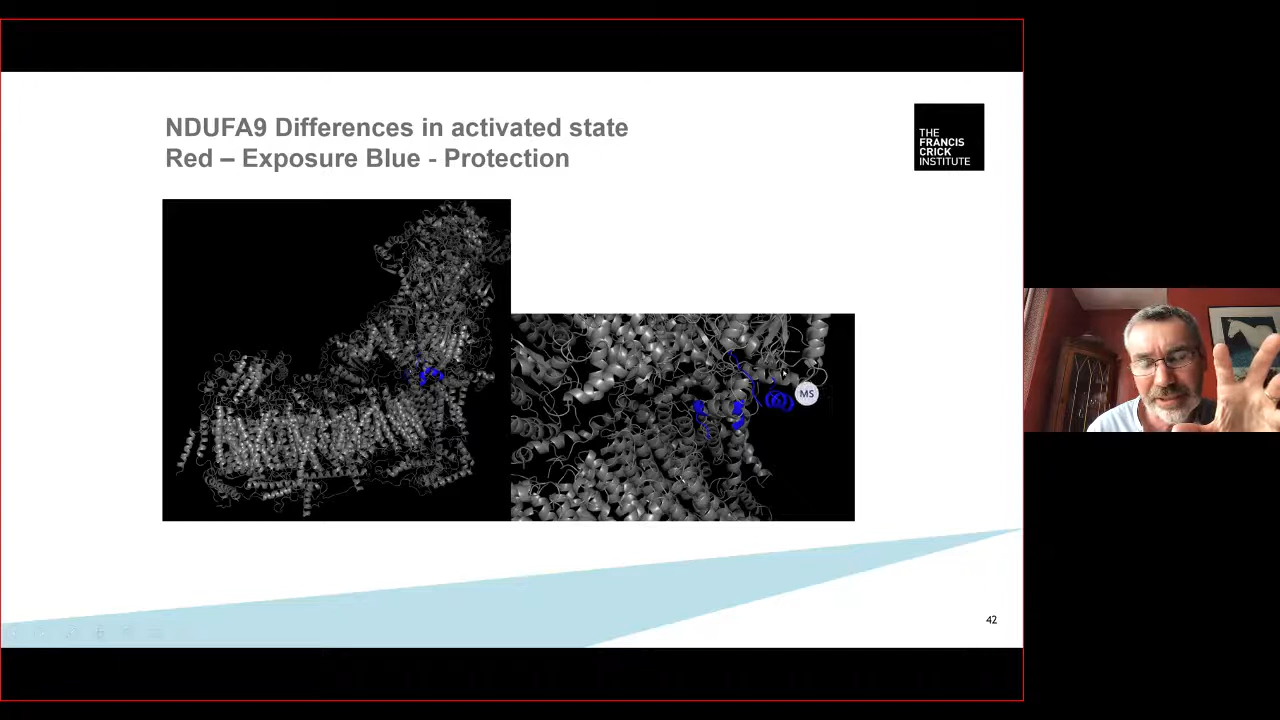 NDUFA9 Differences in activated state
Red – Exposure Blue - Protection
THE
FRANCIS
CRICK
INSTITUTE
MS
42